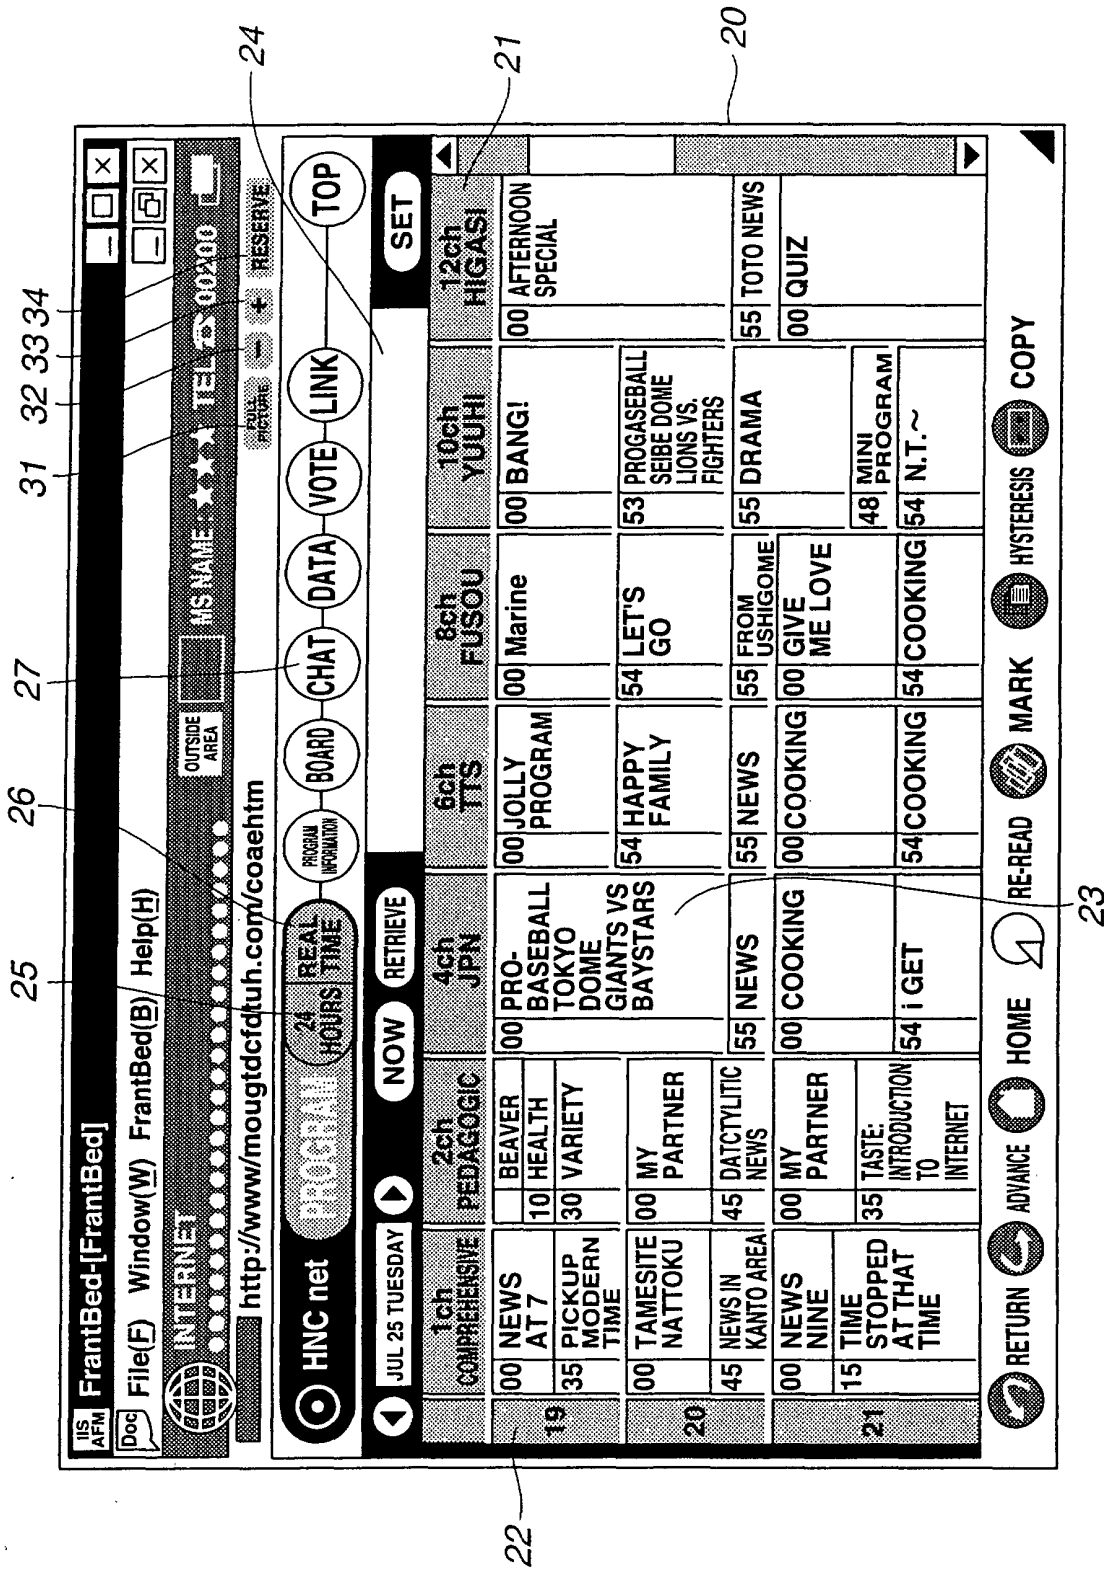 31 32 33 34
24
21
20
27
26
25
22
23
IIS
AFM
FrantBed-[FrantBed]
Doc
File(F) Window(W) FrantBed(B) Help(H)
INTERNET
OUTSIDE
AREA
MS NAME ★★★ TEL☎ 00200
http://www/mougtdcfdtuh.com/coaehtm
FULL
PICTURE
− + RESERVE
HNC net
PROGRAM
24
HOURS
REAL
TIME
PROGRAM
INFORMATION
BOARD
CHAT
DATA
VOTE
LINK
TOP
JUL 25 TUESDAY
NOW
RETRIEVE
SET
1ch
COMPREHENSIVE
2ch
PEDAGOGIC
4ch
JPN
6ch
TTS
8ch
FUSOU
10ch
YUUHI
12ch
HIGASI
19
20
21
00 NEWS
AT 7
35 PICKUP
MODERN
TIME
00 TAMESITE
NATTOKU
45 NEWS IN
KANTO AREA
00 NEWS
NINE
15 TIME
STOPPED
AT THAT
TIME
BEAVER
10 HEALTH
30 VARIETY
00 MY
PARTNER
45 DATCTYLITIC
NEWS
00 MY
PARTNER
35 TASTE:
INTRODUCTION
TO
INTERNET
00 PRO-
BASEBALL
TOKYO
DOME
GIANTS VS
BAYSTARS
55 NEWS
00 COOKING
54 i GET
00 JOLLY
PROGRAM
54 HAPPY
FAMILY
55 NEWS
00 COOKING
54 COOKING
00 Marine
54 LET'S
GO
55 FROM
USHIGOME
00 GIVE
ME LOVE
54 COOKING
00 BANG!
53 PROGASEBALL
SEIBE DOME
LIONS VS.
FIGHTERS
55 DRAMA
48 MINI
PROGRAM
54 N.T.~
00 AFTERNOON
SPECIAL
55 TOTO NEWS
00 QUIZ
RETURN ADVANCE HOME RE-READ MARK HYSTERESIS COPY